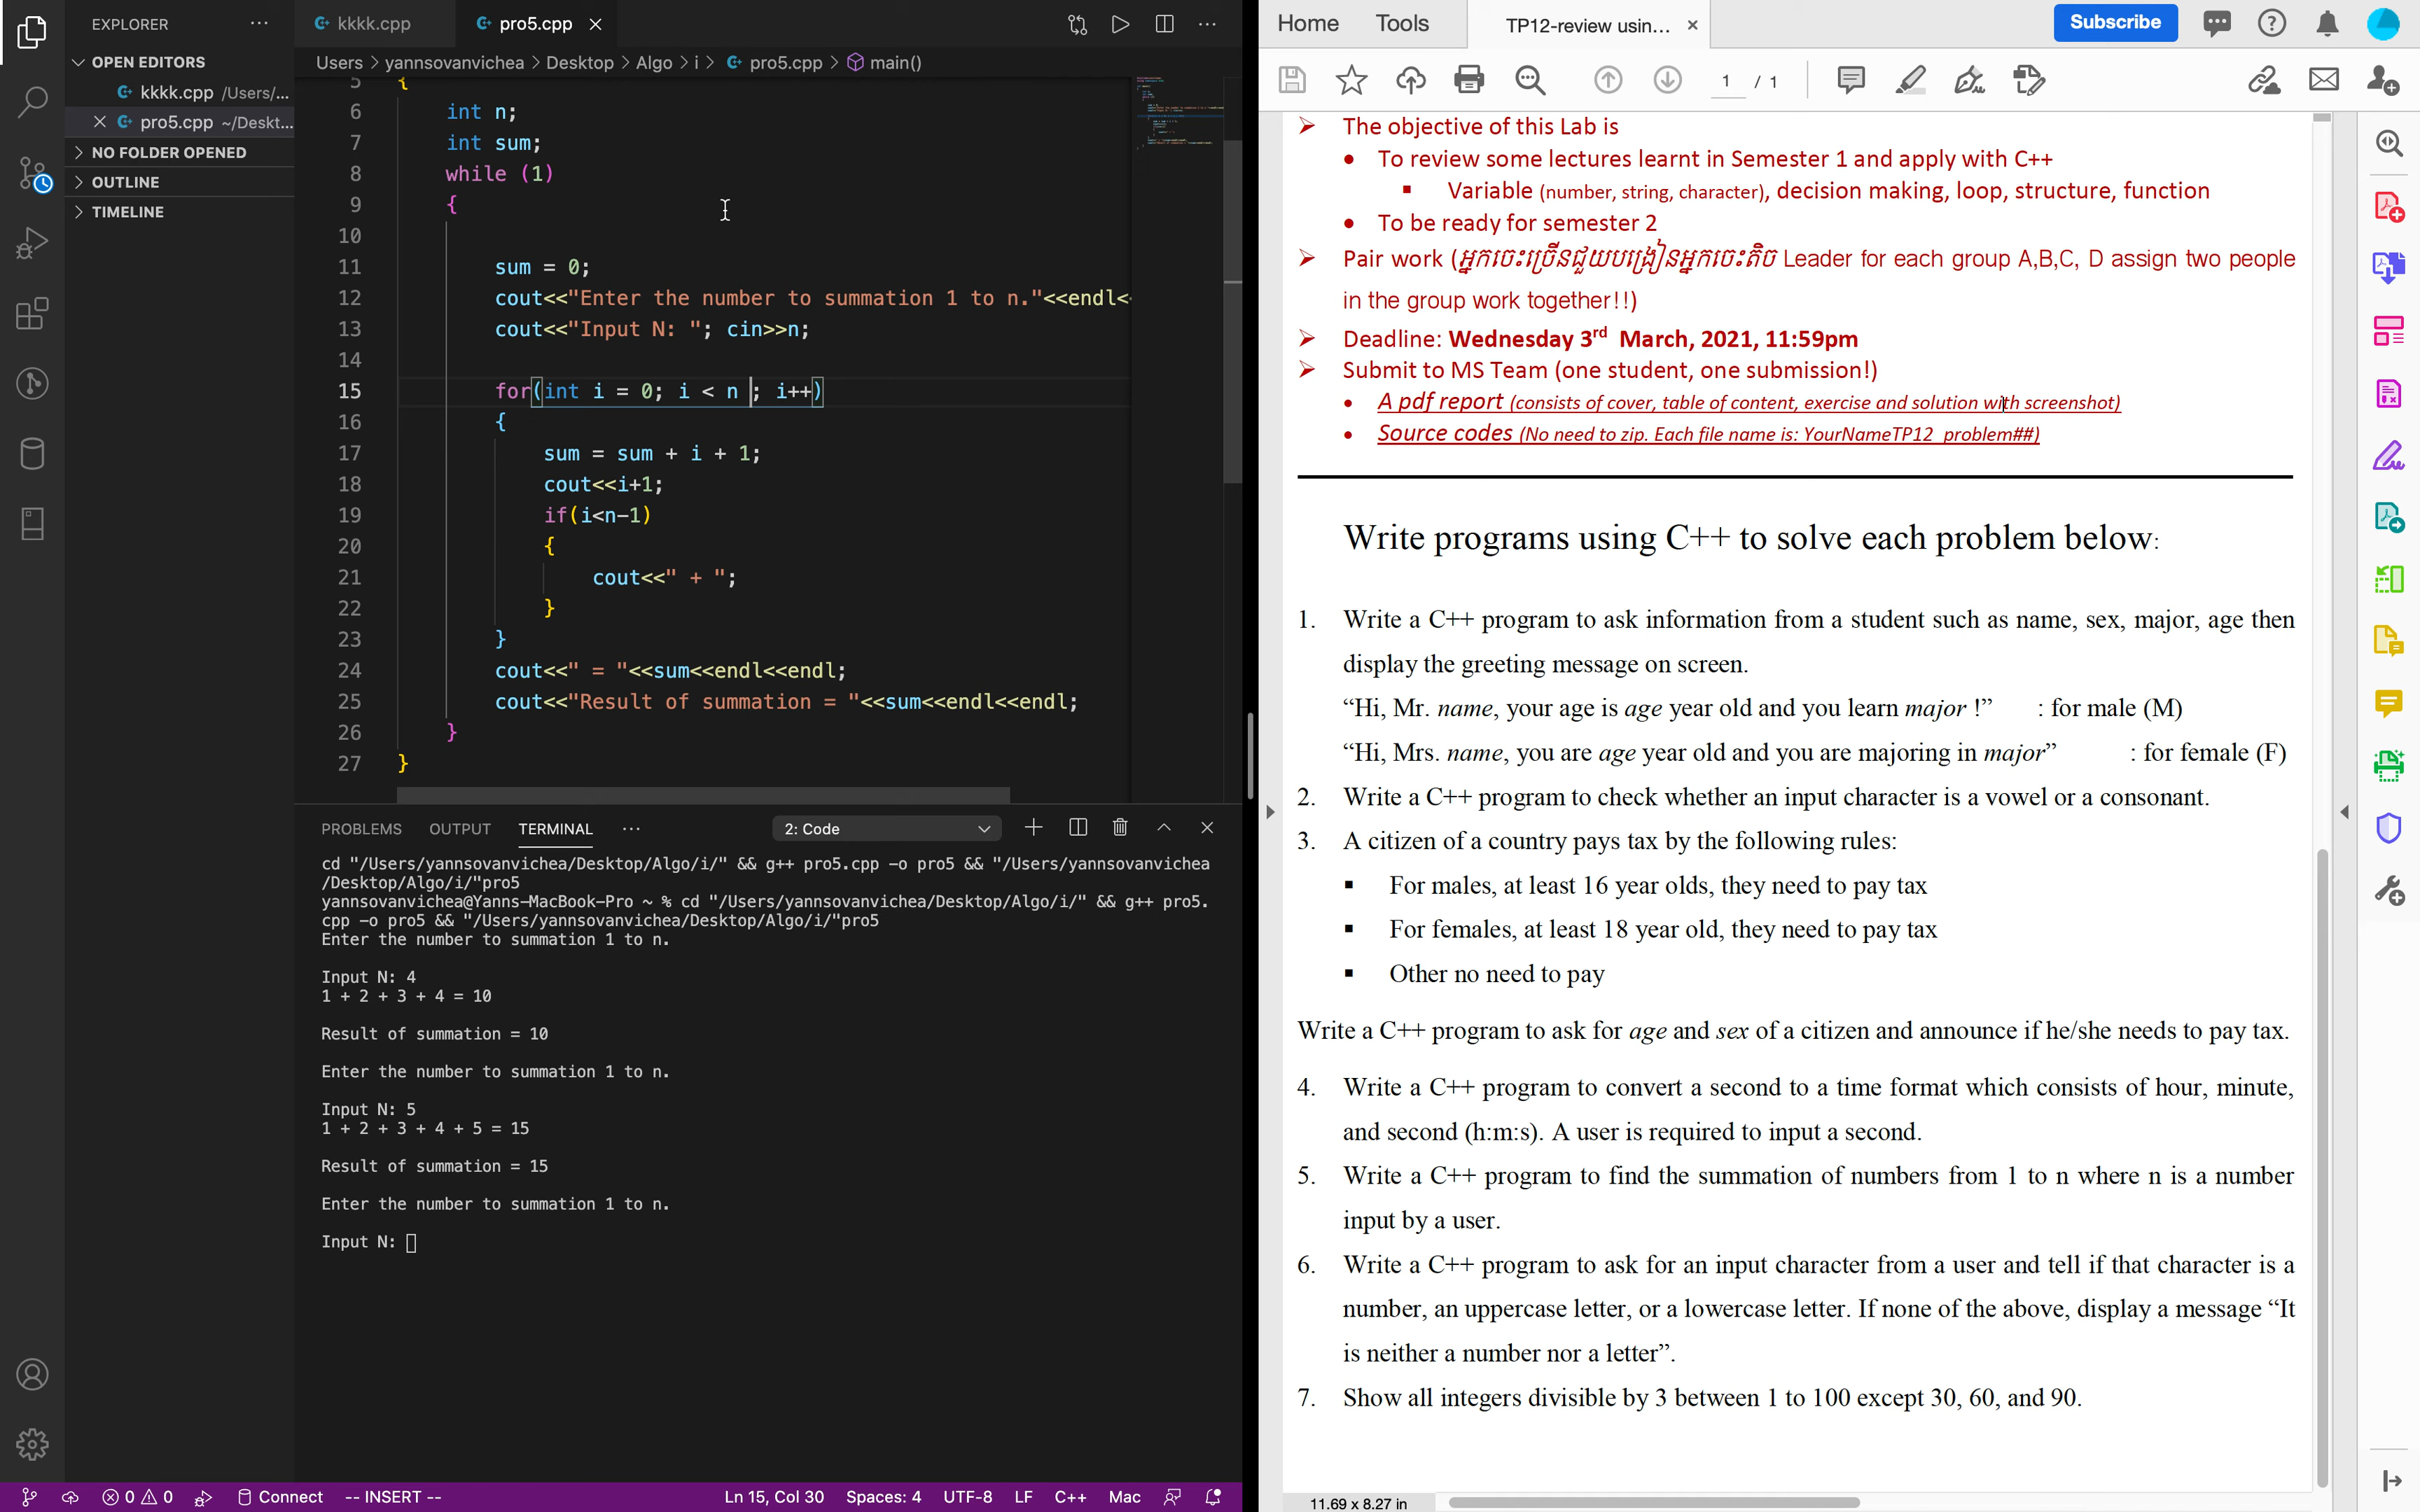 EXPLORER
OPEN EDITORS
kkkk.cpp /Users/...
pro5.cpp ~/Deskt...
NO FOLDER OPENED
OUTLINE
TIMELINE
kkkk.cpp
pro5.cpp
Users > yannsovanvichea > Desktop > Algo > i > pro5.cpp > main()
5 {
6 int n;
7 int sum;
8 while (1)
9 {
10
11 sum = 0;
12 cout<<"Enter the number to summation 1 to n."<<endl<
13 cout<<"Input N: "; cin>>n;
14
15 for(int i = 0; i < n ; i++)
16 {
17 sum = sum + i + 1;
18 cout<<i+1;
19 if(i<n-1)
20 {
21 cout<<" + ";
22 }
23 }
24 cout<<" = "<<sum<<endl<<endl;
25 cout<<"Result of summation = "<<sum<<endl<<endl;
26 }
27 }
PROBLEMS OUTPUT TERMINAL ... 2: Code
cd "/Users/yannsovanvichea/Desktop/Algo/i/" && g++ pro5.cpp -o pro5 && "/Users/yannsovanvichea
/Desktop/Algo/i/"pro5
yannsovanvichea@Yanns-MacBook-Pro ~ % cd "/Users/yannsovanvichea/Desktop/Algo/i/" && g++ pro5.
cpp -o pro5 && "/Users/yannsovanvichea/Desktop/Algo/i/"pro5
Enter the number to summation 1 to n.
Input N: 4
1 + 2 + 3 + 4 = 10
Result of summation = 10
Enter the number to summation 1 to n.
Input N: 5
1 + 2 + 3 + 4 + 5 = 15
Result of summation = 15
Enter the number to summation 1 to n.
Input N:
0 0 Connect -- INSERT -- Ln 15, Col 30 Spaces: 4 UTF-8 LF C++ Mac
Home Tools TP12-review usin... Subscribe
1 / 1
➢ The objective of this Lab is
• To review some lectures learnt in Semester 1 and apply with C++
▪ Variable (number, string, character), decision making, loop, structure, function
• To be ready for semester 2
➢ Pair work (អ្នកចេះច្រើនជួយបង្រៀនអ្នកចេះតិច Leader for each group A,B,C, D assign two people
in the group work together!!)
➢ Deadline: Wednesday 3rd March, 2021, 11:59pm
➢ Submit to MS Team (one student, one submission!)
• A pdf report (consists of cover, table of content, exercise and solution with screenshot)
• Source codes (No need to zip. Each file name is: YourNameTP12_problem##)
Write programs using C++ to solve each problem below:
1. Write a C++ program to ask information from a student such as name, sex, major, age then
display the greeting message on screen.
“Hi, Mr. name, your age is age year old and you learn major !” : for male (M)
“Hi, Mrs. name, you are age year old and you are majoring in major” : for female (F)
2. Write a C++ program to check whether an input character is a vowel or a consonant.
3. A citizen of a country pays tax by the following rules:
▪ For males, at least 16 year olds, they need to pay tax
▪ For females, at least 18 year old, they need to pay tax
▪ Other no need to pay
Write a C++ program to ask for age and sex of a citizen and announce if he/she needs to pay tax.
4. Write a C++ program to convert a second to a time format which consists of hour, minute,
and second (h:m:s). A user is required to input a second.
5. Write a C++ program to find the summation of numbers from 1 to n where n is a number
input by a user.
6. Write a C++ program to ask for an input character from a user and tell if that character is a
number, an uppercase letter, or a lowercase letter. If none of the above, display a message “It
is neither a number nor a letter”.
7. Show all integers divisible by 3 between 1 to 100 except 30, 60, and 90.
11.69 x 8.27 in